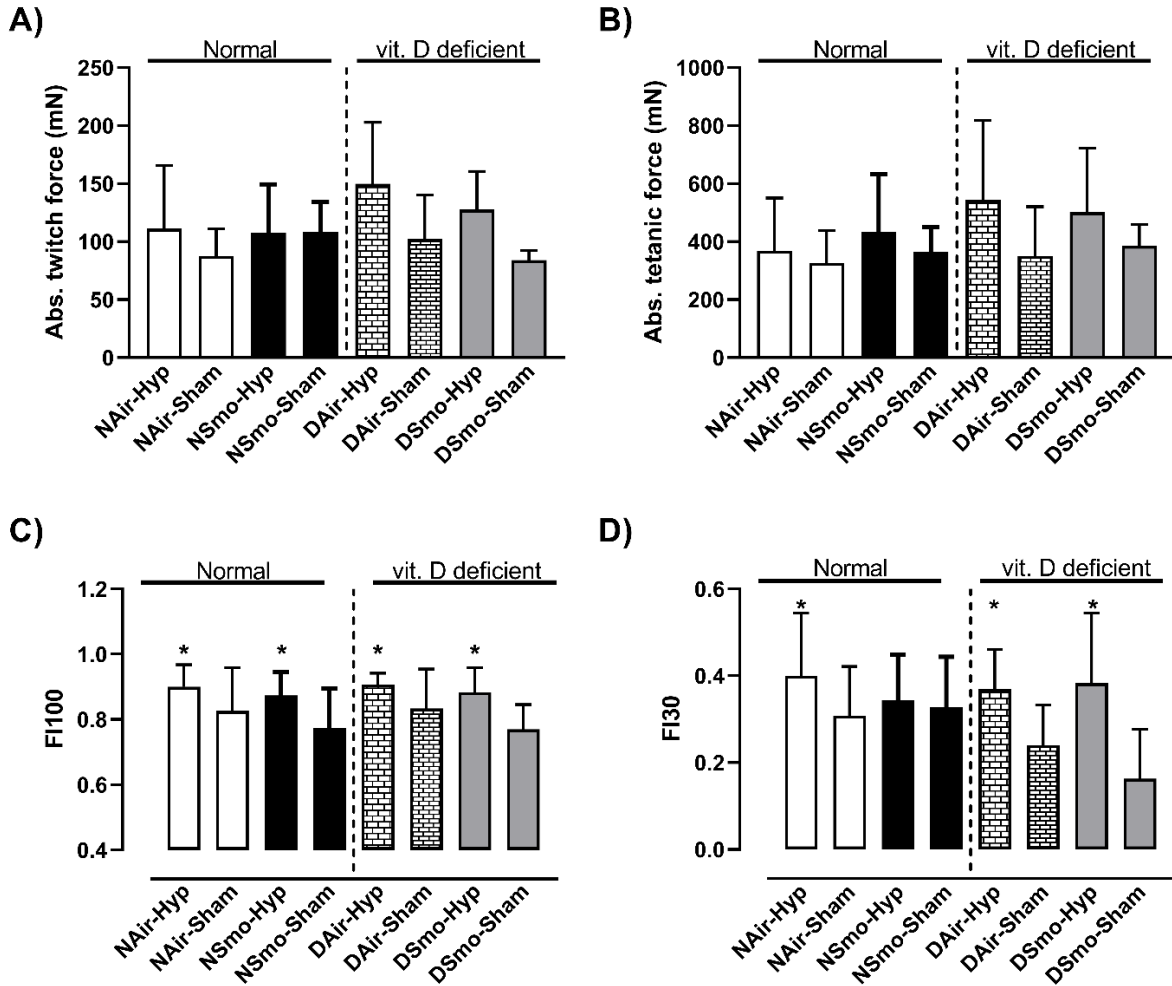 A)
Normal
vit. D deficient
Abs. twitch force (mN)
250
200
150
100
50
0
NAir-Hyp
NAir-Sham
NSmo-Hyp
NSmo-Sham
DAir-Hyp
DAir-Sham
DSmo-Hyp
DSmo-Sham
B)
Normal
vit. D deficient
Abs. tetanic force (mN)
1000
800
600
400
200
0
NAir-Hyp
NAir-Sham
NSmo-Hyp
NSmo-Sham
DAir-Hyp
DAir-Sham
DSmo-Hyp
DSmo-Sham
C)
Normal
vit. D deficient
FI100
1.2
1.0
0.8
0.6
0.4
* * * *
NAir-Hyp
NAir-Sham
NSmo-Hyp
NSmo-Sham
DAir-Hyp
DAir-Sham
DSmo-Hyp
DSmo-Sham
D)
Normal
vit. D deficient
FI30
0.6
0.4
0.2
0.0
* * *
NAir-Hyp
NAir-Sham
NSmo-Hyp
NSmo-Sham
DAir-Hyp
DAir-Sham
DSmo-Hyp
DSmo-Sham